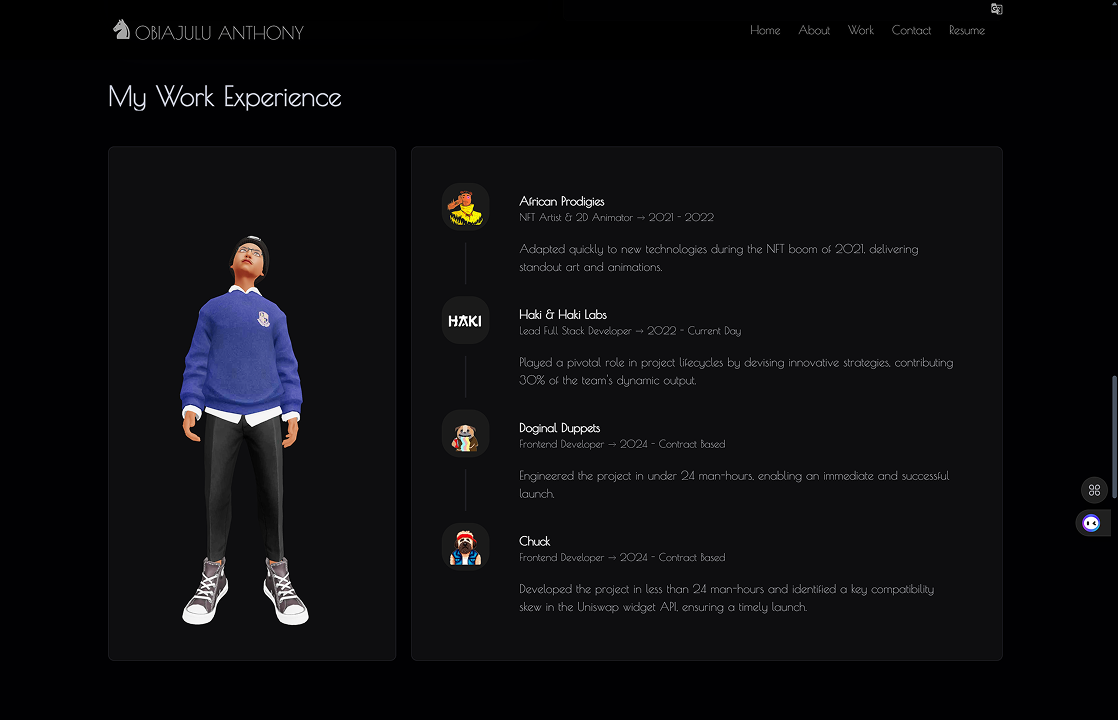 OBIAJULU ANTHONY
Home About Work Contact Resume
My Work Experience
African Prodigies
NFT Artist & 2D Animator → 2021 - 2022
Adapted quickly to new technologies during the NFT boom of 2021, delivering
standout art and animations.
HAKI
Haki & Haki Labs
Lead Full Stack Developer → 2022 - Current Day
Played a pivotal role in project lifecycles by devising innovative strategies, contributing
30% of the team's dynamic output.
Doginal Duppets
Frontend Developer → 2024 - Contract Based
Engineered the project in under 24 man-hours, enabling an immediate and successful
launch.
Chuck
Frontend Developer → 2024 - Contract Based
Developed the project in less than 24 man-hours and identified a key compatibility
skew in the Uniswap widget API, ensuring a timely launch.